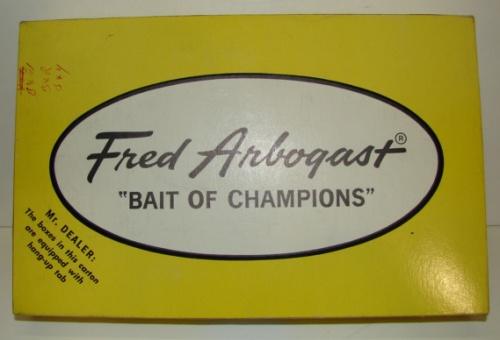 Fred Arbogast®
"BAIT OF CHAMPIONS"
Mr. DEALER:
The boxes in this carton
are equipped with
hang-up tab